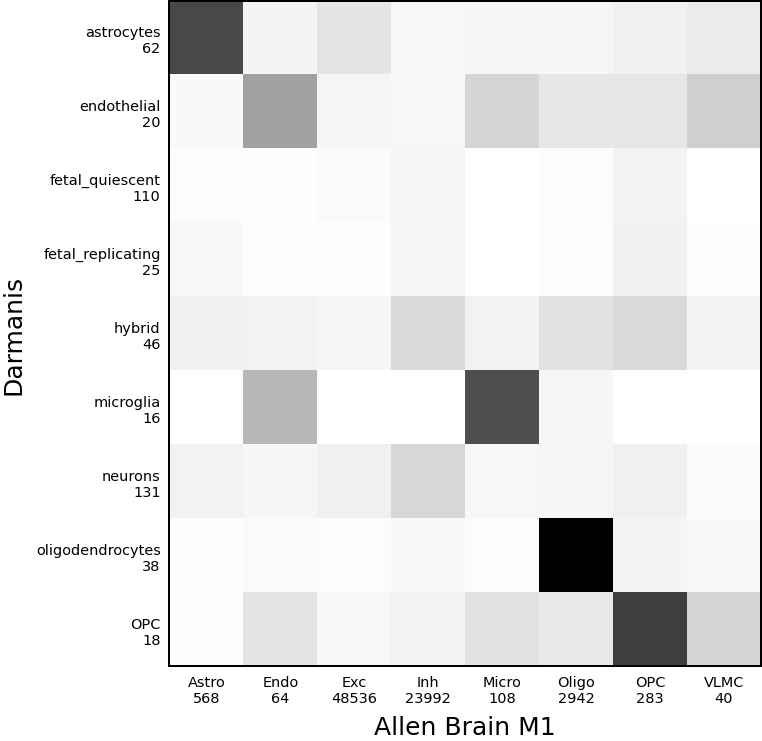 astrocytes
62
endothelial
20
fetal_quiescent
110
fetal_replicating
25
hybrid
46
microglia
16
neurons
131
oligodendrocytes
38
OPC
18
Darmanis
Astro Endo Exc Inh Micro Oligo OPC VLMC
568 64 48536 23992 108 2942 283 40
Allen Brain M1